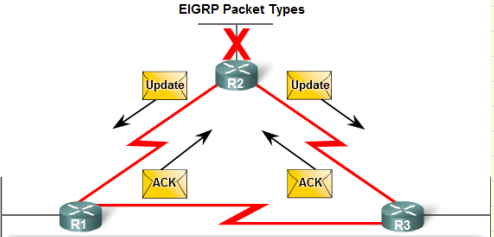 EIGRP Packet Types
R2
Update
Update
ACK
ACK
R1
R3